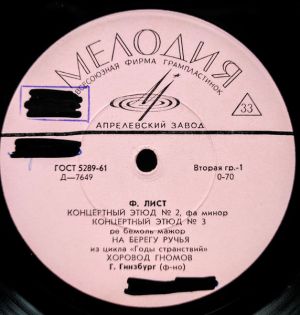 МЕЛОДИЯ
ВСЕСОЮЗНАЯ ФИРМА ГРАМПЛАСТИНОК
33
АПРЕЛЕВСКИЙ ЗАВОД
ГОСТ 5289-61
Д—7649
Вторая гр.-1
0-70
Ф. ЛИСТ
КОНЦЕРТНЫЙ ЭТЮД № 2, фа минор
КОНЦЕРТНЫЙ ЭТЮД № 3
ре бемоль мажор
НА БЕРЕГУ РУЧЬЯ
из цикла «Годы странствий»
ХОРОВОД ГНОМОВ
Г. Гинзбург (ф-но)